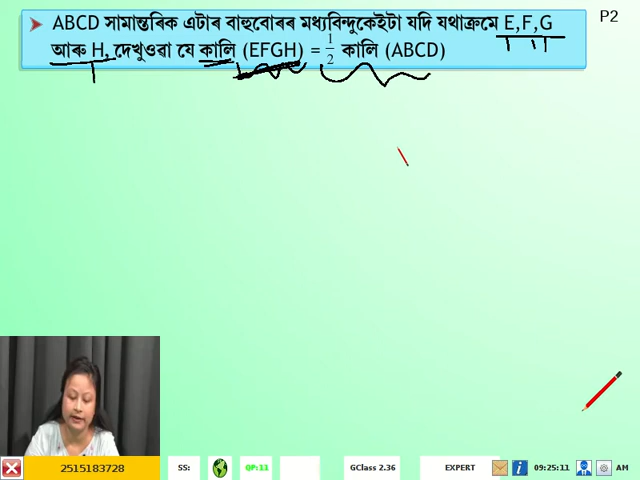 P2
ABCD সামান্তৰিক এটাৰ বাহুবোৰৰ মধ্যবিন্দুকেইটা যদি যথাক্ৰমে E,F,G
আৰু H, দেখুওৱা যে কালি (EFGH) = 1/2 কালি (ABCD)
2515183728 SS: QP:11 GClass 2.36 EXPERT 09:25:11 AM